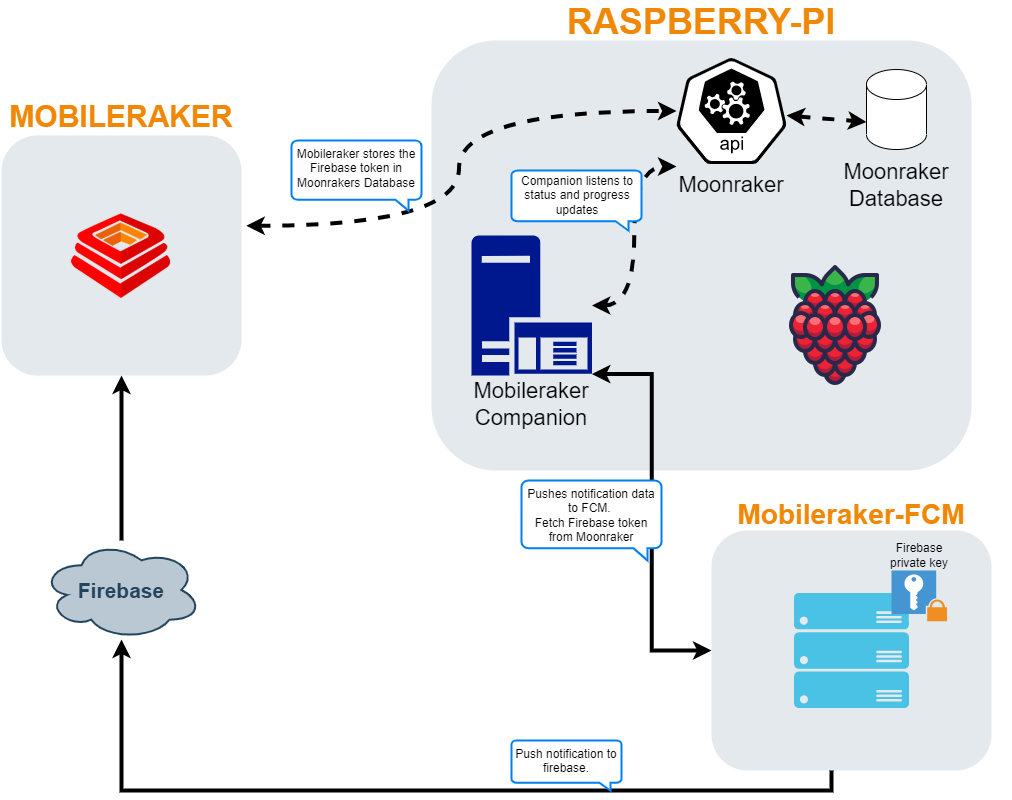 RASPBERRY-PI
MOBILERAKER
api
Moonraker
Moonraker
Database
Mobileraker stores the
Firebase token in
Moonrakers Database
Companion listens to
status and progress
updates
Mobileraker
Companion
Pushes notification data
to FCM.
Fetch Firebase token
from Moonraker
Mobileraker-FCM
Firebase
private key
Firebase
Push notification to
firebase.